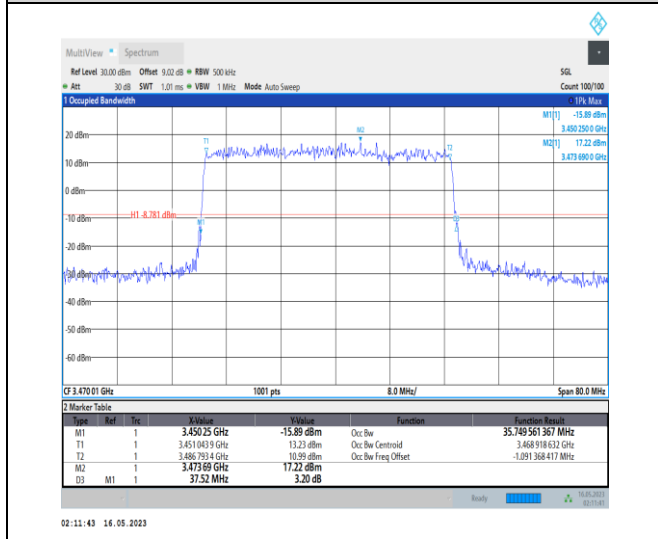 MultiView Spectrum
Ref Level 30.00 dBm Offset 9.02 dB RBW 500 kHz SGL
Att 30 dB SWT 1.01 ms VBW 1 MHz Mode Auto Sweep Count 100/100
1 Occupied Bandwidth 1Pk Max
M1[1] -15.89 dBm
3.450 250 0 GHz
M2[1] 17.22 dBm
3.473 690 0 GHz
M2
T1
T2
20 dBm
10 dBm
0 dBm
H1 -8.781 dBm
-10 dBm
M1
D3
-20 dBm
-30 dBm
-40 dBm
-50 dBm
-60 dBm
CF 3.470 01 GHz 1001 pts 8.0 MHz/ Span 80.0 MHz
2 Marker Table
Type Ref Trc X-Value Y-Value Function Function Result
M1 1 3.450 25 GHz -15.89 dBm Occ Bw 35.749 561 367 MHz
T1 1 3.451 043 9 GHz 13.23 dBm Occ Bw Centroid 3.468 918 632 GHz
T2 1 3.486 793 4 GHz 10.99 dBm Occ Bw Freq Offset -1.091 368 417 MHz
M2 1 3.473 69 GHz 17.22 dBm
D3 M1 1 37.52 MHz 3.20 dB
Ready 16.05.2023
02:11:43
02:11:43 16.05.2023